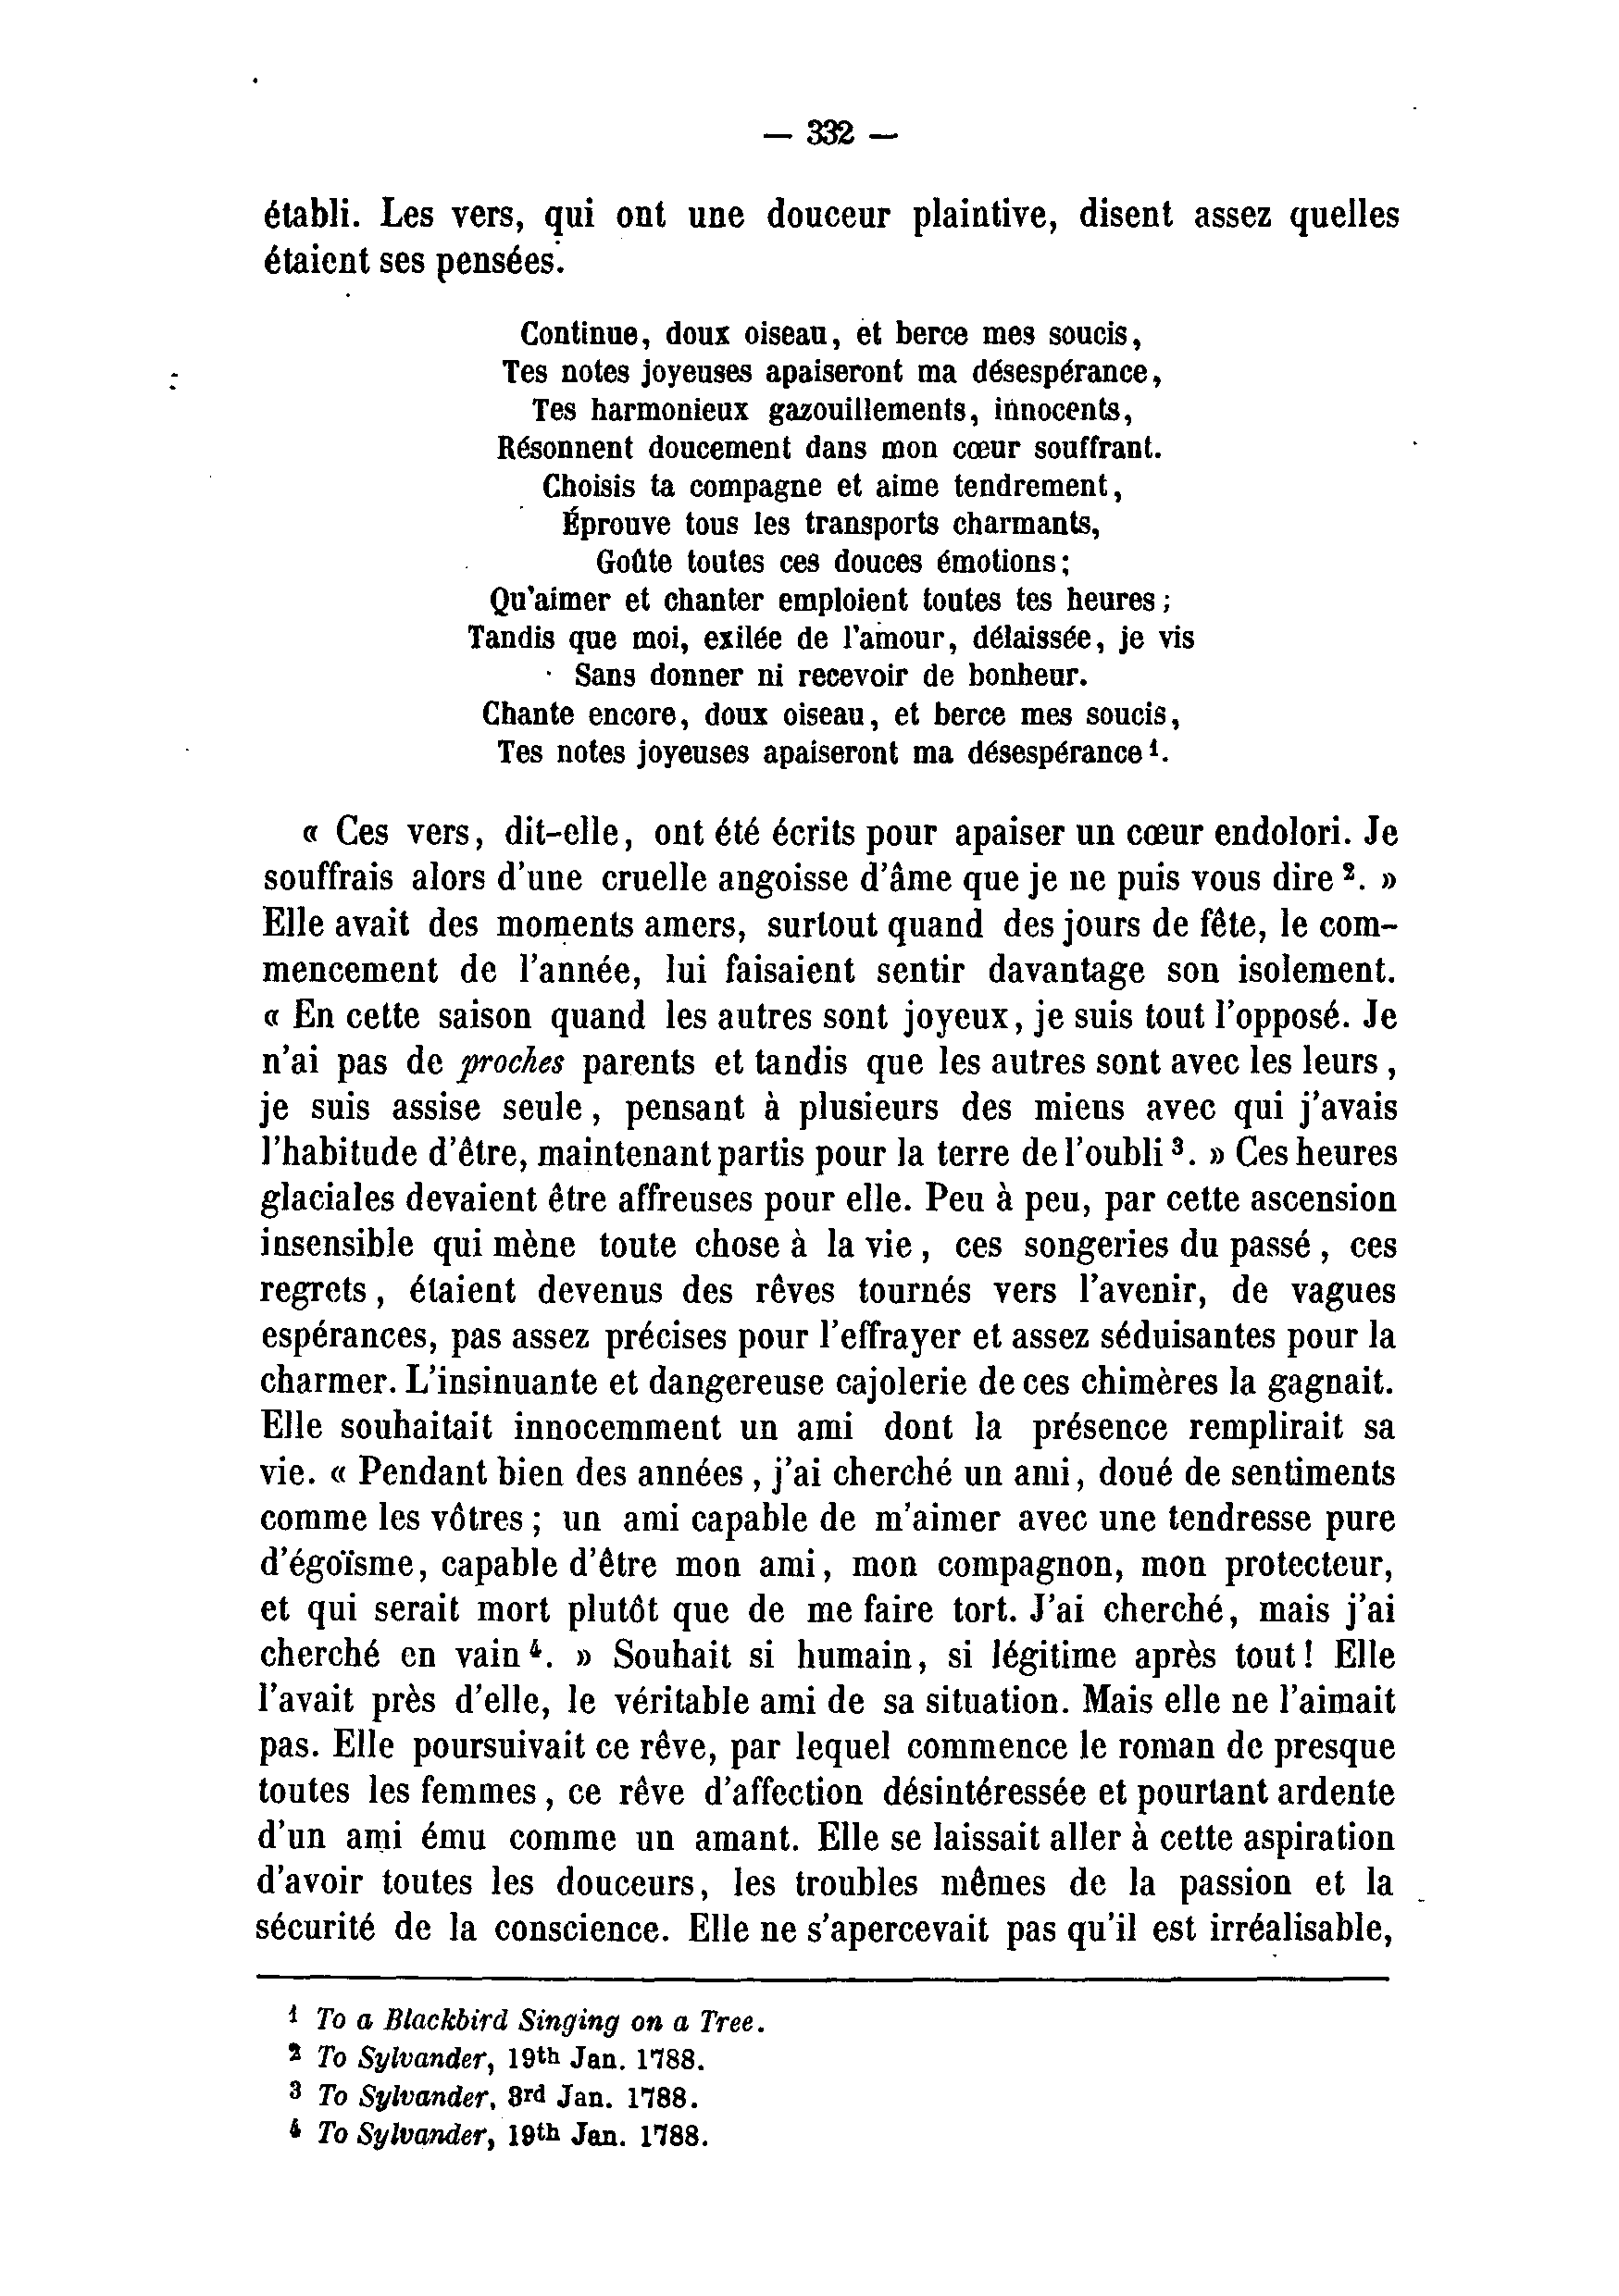 — 332 —
établi. Les vers, qui ont une douceur plaintive, disent assez quelles
étaient ses pensées.
Continue, doux oiseau, et berce mes soucis,
Tes notes joyeuses apaiseront ma désespérance,
Tes harmonieux gazouillements, innocents,
Résonnent doucement dans mon cœur souffrant.
Choisis ta compagne et aime tendrement,
Éprouve tous les transports charmants,
Goûte toutes ces douces émotions;
Qu'aimer et chanter emploient toutes tes heures;
Tandis que moi, exilée de l'amour, délaissée, je vis
Sans donner ni recevoir de bonheur.
Chante encore, doux oiseau, et berce mes soucis,
Tes notes joyeuses apaiseront ma désespérance ¹.
« Ces vers, dit-elle, ont été écrits pour apaiser un cœur endolori. Je
souffrais alors d'une cruelle angoisse d'âme que je ne puis vous dire ². »
Elle avait des moments amers, surtout quand des jours de fête, le com-
mencement de l'année, lui faisaient sentir davantage son isolement.
« En cette saison quand les autres sont joyeux, je suis tout l'opposé. Je
n'ai pas de proches parents et tandis que les autres sont avec les leurs,
je suis assise seule, pensant à plusieurs des miens avec qui j'avais
l'habitude d'être, maintenant partis pour la terre de l'oubli ³. » Ces heures
glaciales devaient être affreuses pour elle. Peu à peu, par cette ascension
insensible qui mène toute chose à la vie, ces songeries du passé, ces
regrets, étaient devenus des rêves tournés vers l'avenir, de vagues
espérances, pas assez précises pour l'effrayer et assez séduisantes pour la
charmer. L'insinuante et dangereuse cajolerie de ces chimères la gagnait.
Elle souhaitait innocemment un ami dont la présence remplirait sa
vie. « Pendant bien des années, j'ai cherché un ami, doué de sentiments
comme les vôtres; un ami capable de m'aimer avec une tendresse pure
d'égoïsme, capable d'être mon ami, mon compagnon, mon protecteur,
et qui serait mort plutôt que de me faire tort. J'ai cherché, mais j'ai
cherché en vain ⁴. » Souhait si humain, si légitime après tout! Elle
l'avait près d'elle, le véritable ami de sa situation. Mais elle ne l'aimait
pas. Elle poursuivait ce rêve, par lequel commence le roman de presque
toutes les femmes, ce rêve d'affection désintéressée et pourtant ardente
d'un ami ému comme un amant. Elle se laissait aller à cette aspiration
d'avoir toutes les douceurs, les troubles mêmes de la passion et la
sécurité de la conscience. Elle ne s'apercevait pas qu'il est irréalisable,
¹ To a Blackbird Singing on a Tree.
² To Sylvander, 19th Jan. 1788.
³ To Sylvander, 3rd Jan. 1788.
⁴ To Sylvander, 19th Jan. 1788.